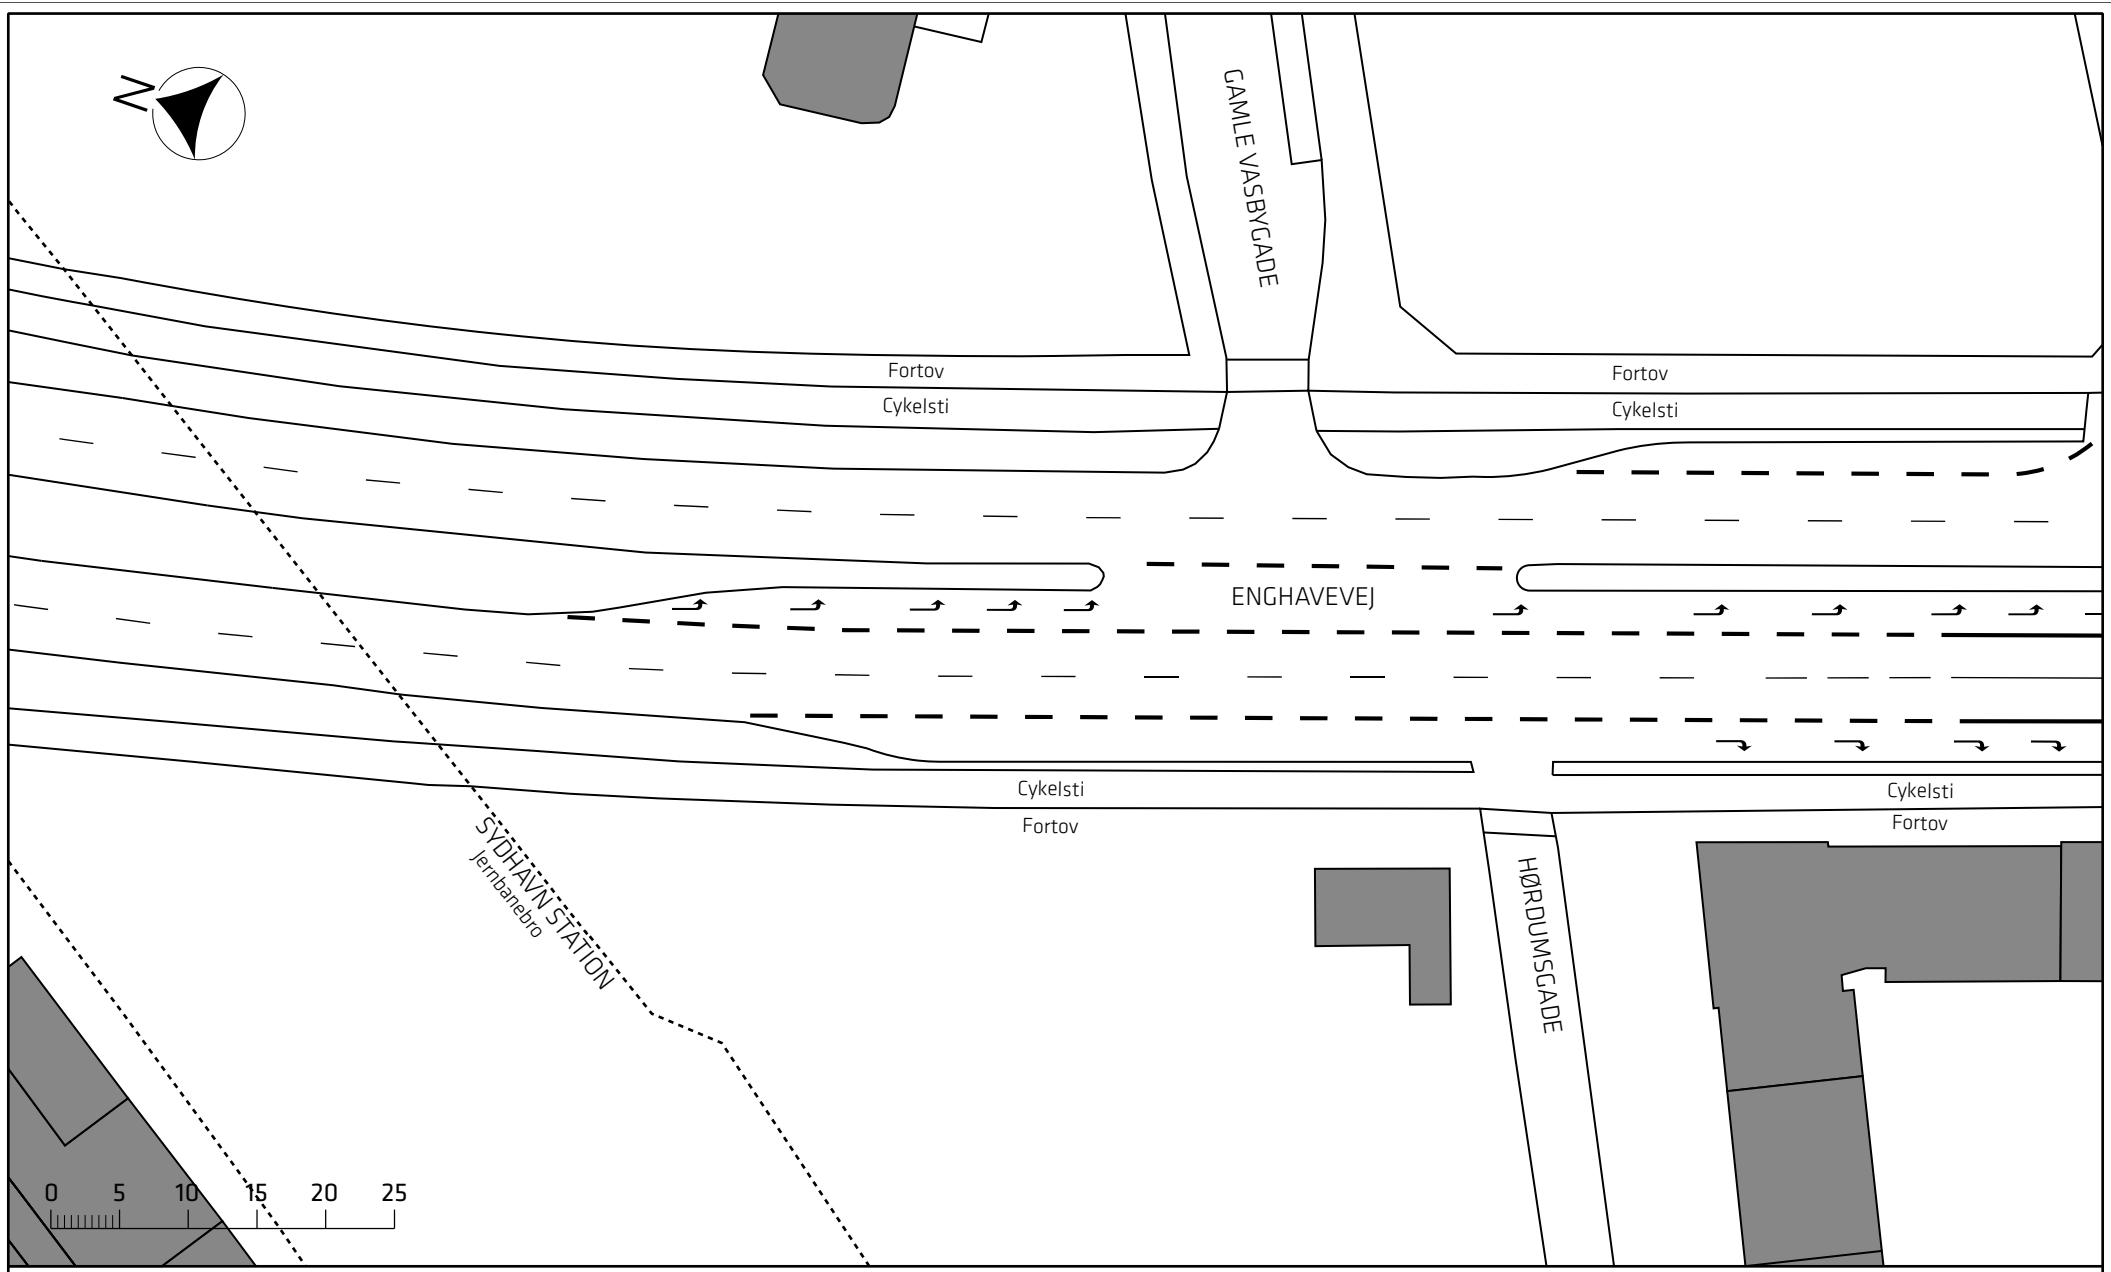 N
GAMLE VASBYGADE
Fortov
Fortov
Cykelsti
Cykelsti
ENGHAVEVEJ
Cykelsti
Cykelsti
Fortov
Fortov
SYDHAVN STATION
Jernbanebro
HØRDUMSGADE
0 5 10 15 20 25